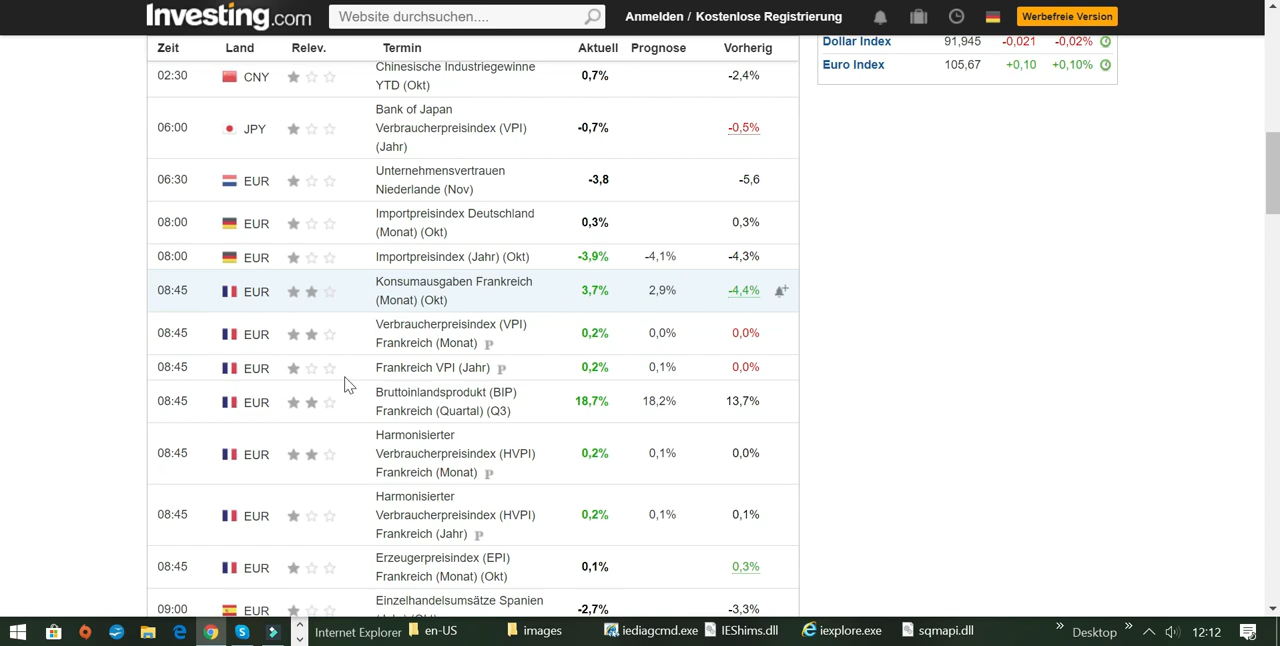 Investing.com
Website durchsuchen....
Anmelden / Kostenlose Registrierung
Werbefreie Version
Zeit Land Relev. Termin Aktuell Prognose Vorherig
02:30 CNY Chinesische Industriegewinne
YTD (Okt) 0,7% -2,4%
06:00 JPY Bank of Japan
Verbraucherpreisindex (VPI)
(Jahr) -0,7% -0,5%
06:30 EUR Unternehmensvertrauen
Niederlande (Nov) -3,8 -5,6
08:00 EUR Importpreisindex Deutschland
(Monat) (Okt) 0,3% 0,3%
08:00 EUR Importpreisindex (Jahr) (Okt) -3,9% -4,1% -4,3%
08:45 EUR Konsumausgaben Frankreich
(Monat) (Okt) 3,7% 2,9% -4,4%
08:45 EUR Verbraucherpreisindex (VPI)
Frankreich (Monat) P 0,2% 0,0% 0,0%
08:45 EUR Frankreich VPI (Jahr) P 0,2% 0,1% 0,0%
08:45 EUR Bruttoinlandsprodukt (BIP)
Frankreich (Quartal) (Q3) 18,7% 18,2% 13,7%
08:45 EUR Harmonisierter
Verbraucherpreisindex (HVPI)
Frankreich (Monat) P 0,2% 0,1% 0,0%
08:45 EUR Harmonisierter
Verbraucherpreisindex (HVPI)
Frankreich (Jahr) P 0,2% 0,1% 0,1%
08:45 EUR Erzeugerpreisindex (EPI)
Frankreich (Monat) (Okt) 0,1% 0,3%
09:00 EUR Einzelhandelsumsätze Spanien
-2,7% -3,3%
Dollar Index 91,945 -0,021 -0,02%
Euro Index 105,67 +0,10 +0,10%
Internet Explorer en-US images iediagcmd.exe IEShims.dll iexplore.exe sqmapi.dll Desktop 12:12